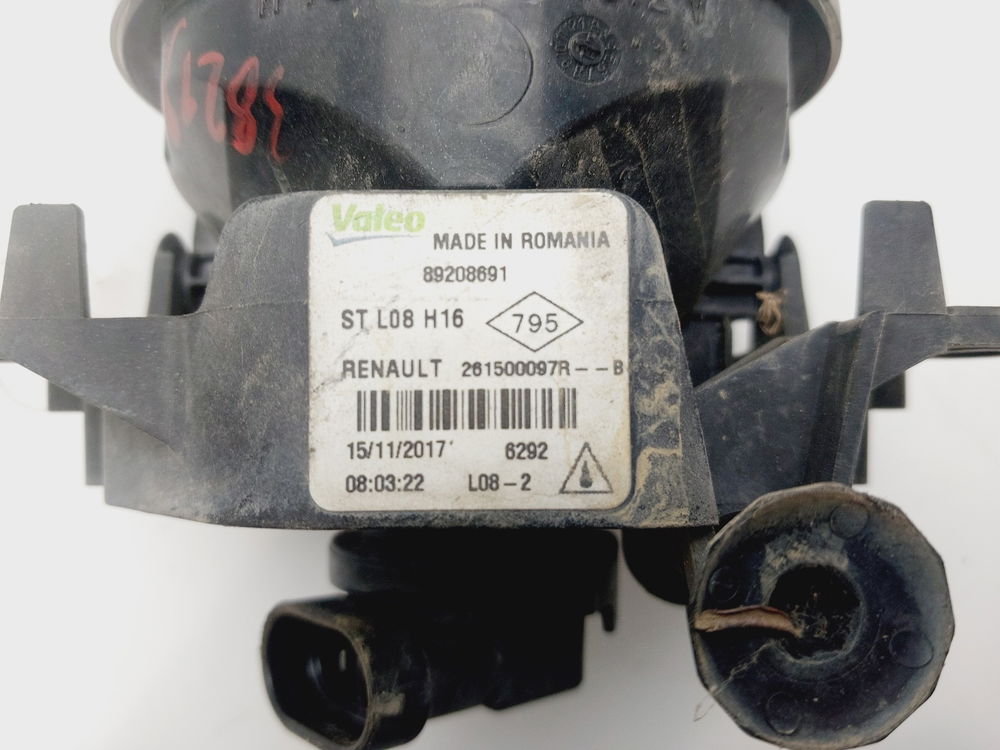 Valeo
MADE IN ROMANIA
89208691
ST L08 H16
795
RENAULT 261500097R--B
15/11/2017
6292
08:03:22
L08-2